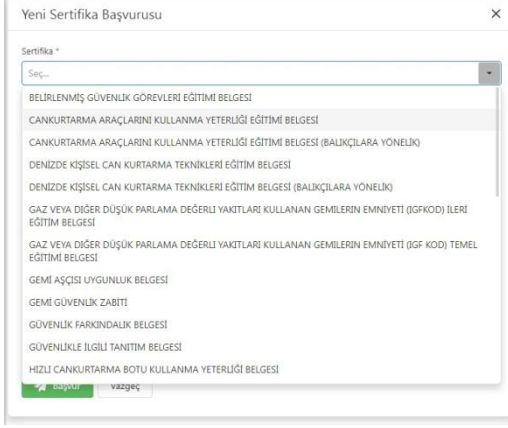 Yeni Sertifika Başvurusu
Sertifika *
Seç...
BELİRLENMİŞ GÜVENLİK GÖREVLERİ EĞİTİMİ BELGESİ
CANKURTARMA ARAÇLARINI KULLANMA YETERLİĞİ EĞİTİMİ BELGESİ
CANKURTARMA ARAÇLARINI KULLANMA YETERLİĞİ EĞİTİMİ BELGESİ (BALIKÇILARA YÖNELİK)
DENİZDE KİŞİSEL CAN KURTARMA TEKNİKLERİ EĞİTİM BELGESİ
DENİZDE KİŞİSEL CAN KURTARMA TEKNİKLERİ EĞİTİM BELGESİ (BALIKÇILARA YÖNELİK)
GAZ VEYA DİĞER DÜŞÜK PARLAMA DEĞERLİ YAKITLARI KULLANAN GEMİLERİN EMNİYETİ (IGFKOD) İLERİ
EĞİTİM BELGESİ
GAZ VEYA DİĞER DÜŞÜK PARLAMA DEĞERLİ YAKITLARI KULLANAN GEMİLERİN EMNİYETİ (IGF KOD) TEMEL
EĞİTİMİ BELGESİ
GEMİ AŞÇISI UYGUNLUK BELGESİ
GEMİ GÜVENLİK ZABİTİ
GÜVENLİK FARKINDALIK BELGESİ
GÜVENLİKLE İLGİLİ TANITIM BELGESİ
HIZLI CANKURTARMA BOTU KULLANMA YETERLİĞİ BELGESİ
Başvur Vazgeç